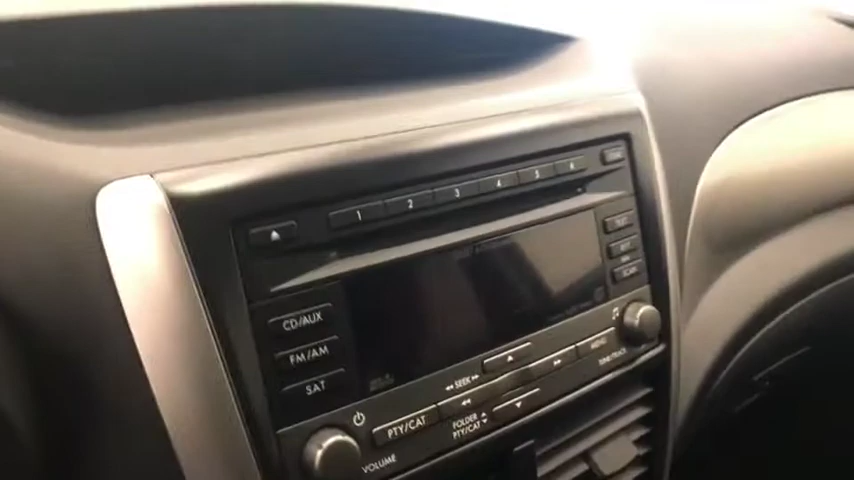 1 2 3 4 5 6
TEXT
CD/AUX
FM/AM
SAT
SCAN
SEEK
MENU
TUNE/TRACK
PTY/CAT
FOLDER
PTY/CAT
VOLUME